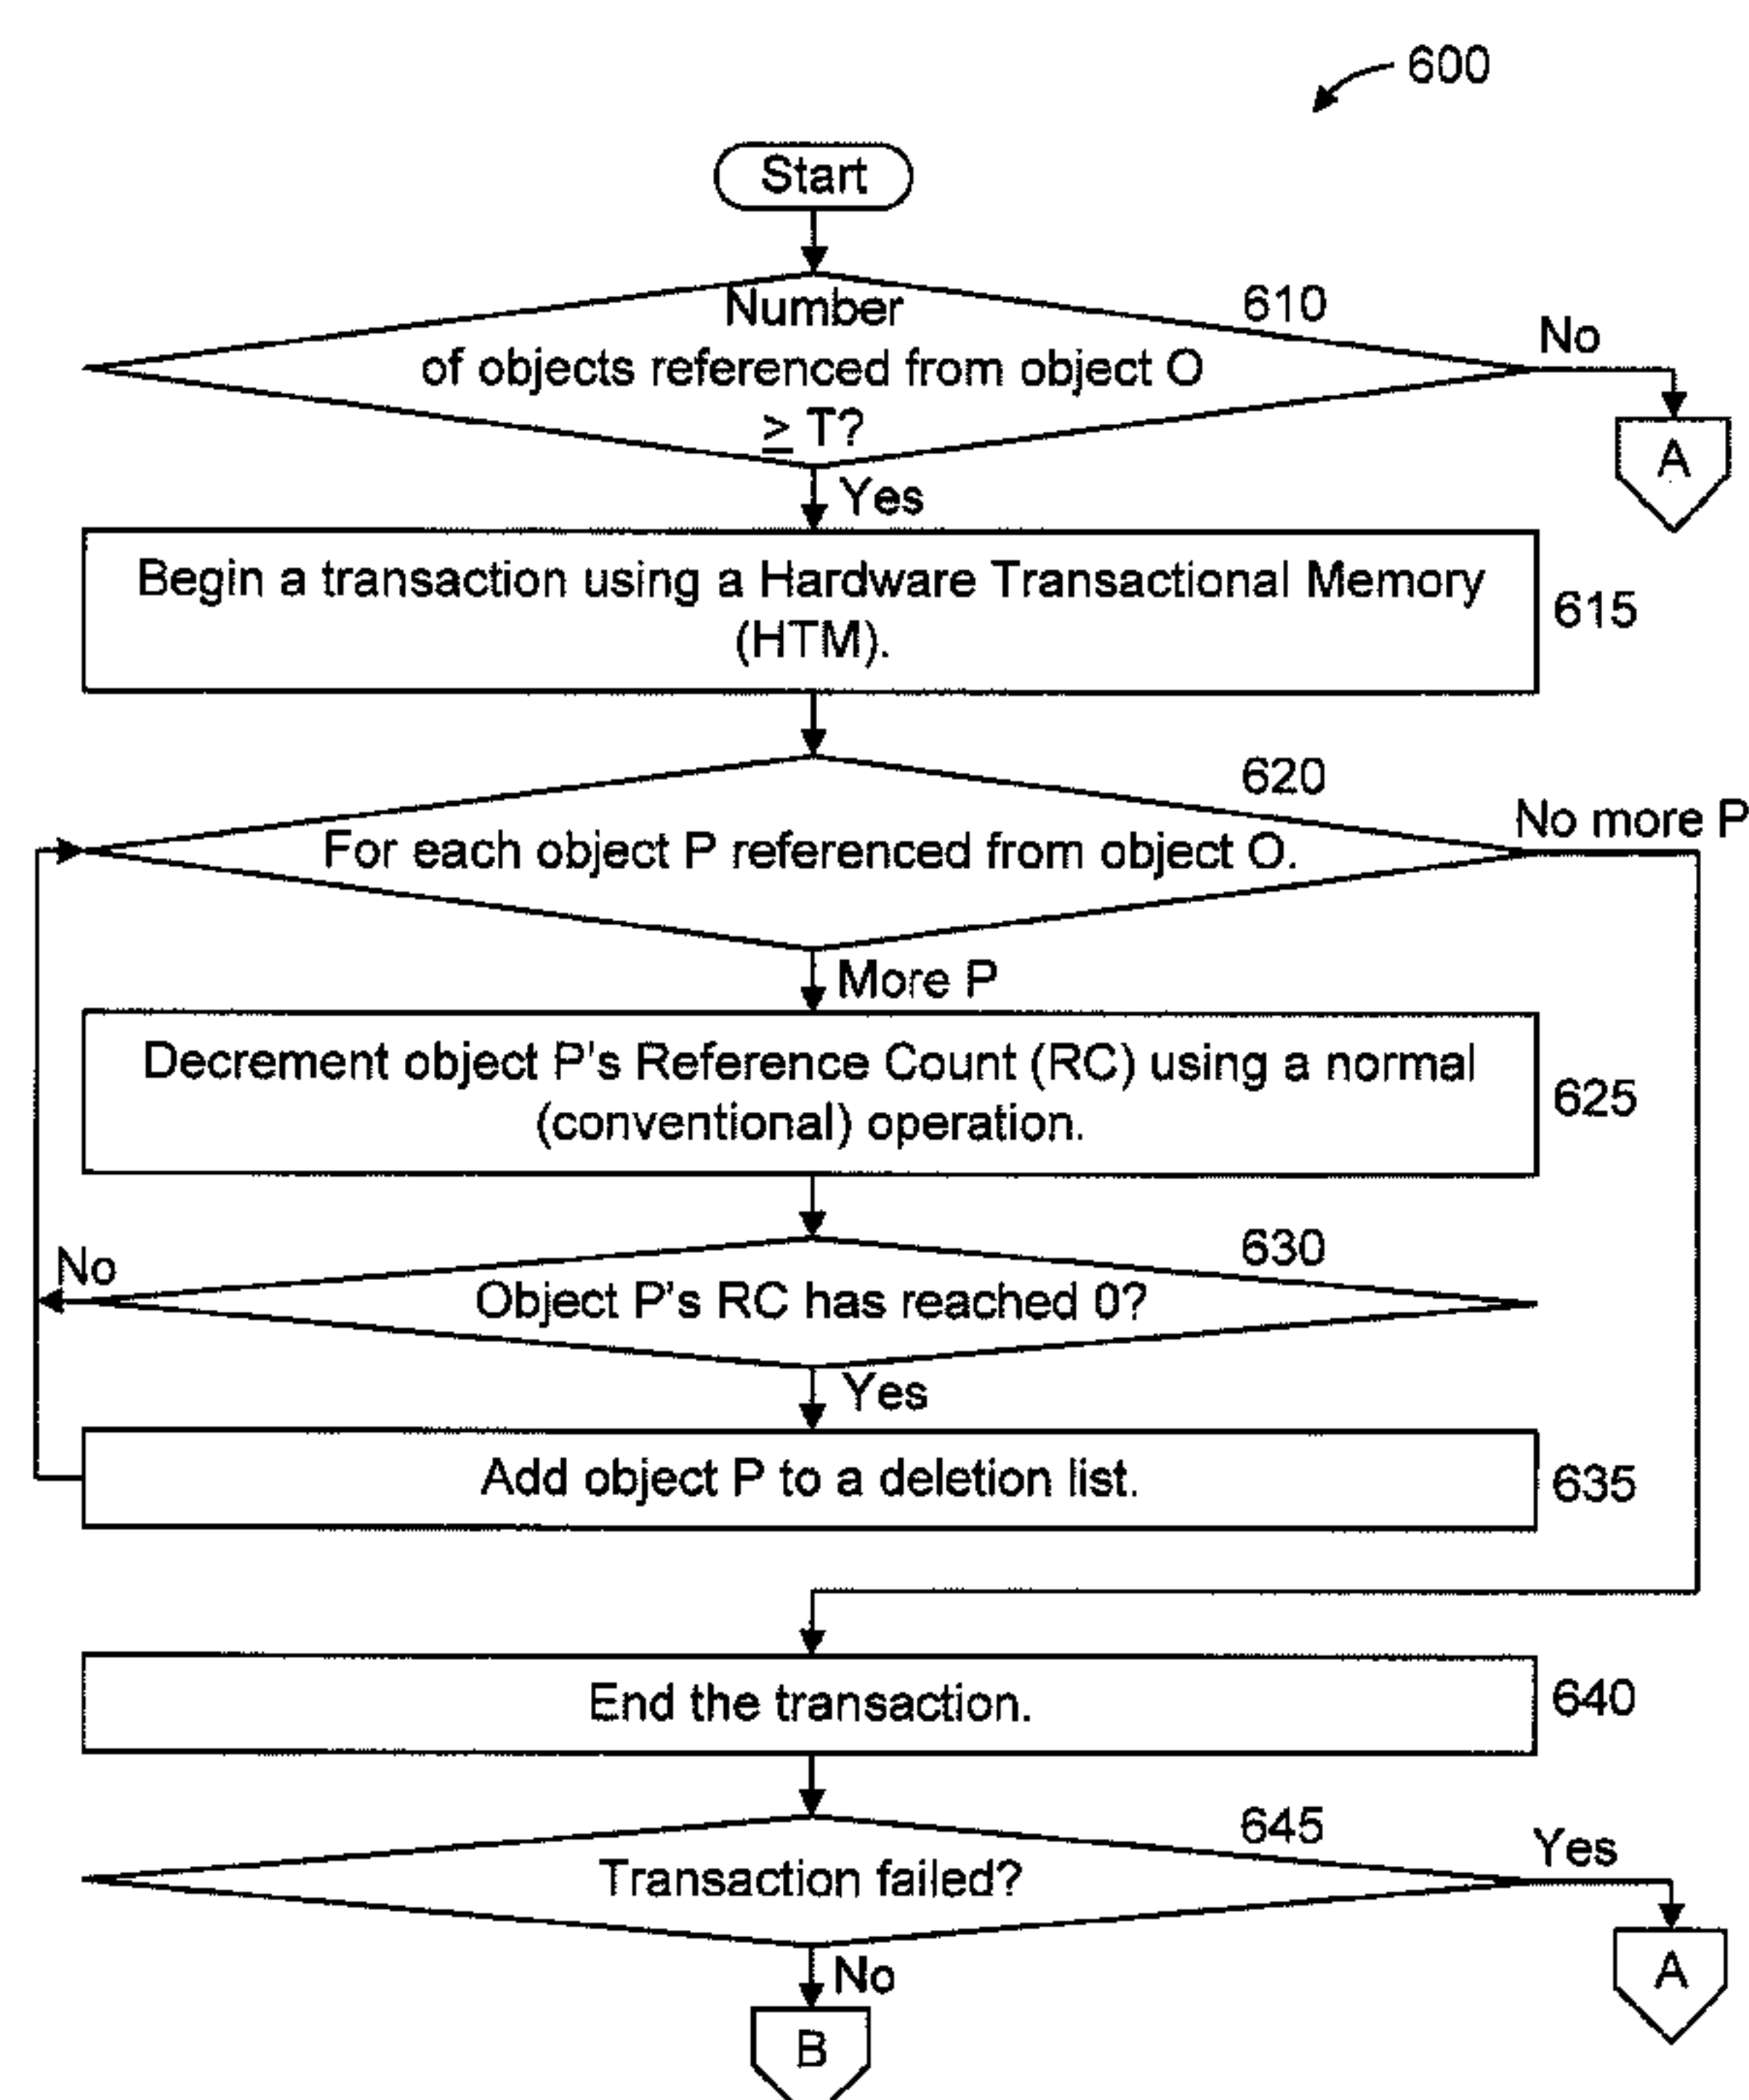 600
Start
Number
of objects referenced from object O
≥ T?
610
No
A
Yes
Begin a transaction using a Hardware Transactional Memory
(HTM).
615
620
For each object P referenced from object O.
No more P
More P
Decrement object P's Reference Count (RC) using a normal
(conventional) operation.
625
630
No
Object P's RC has reached 0?
Yes
Add object P to a deletion list.
635
End the transaction.
640
645
Transaction failed?
Yes
A
No
B